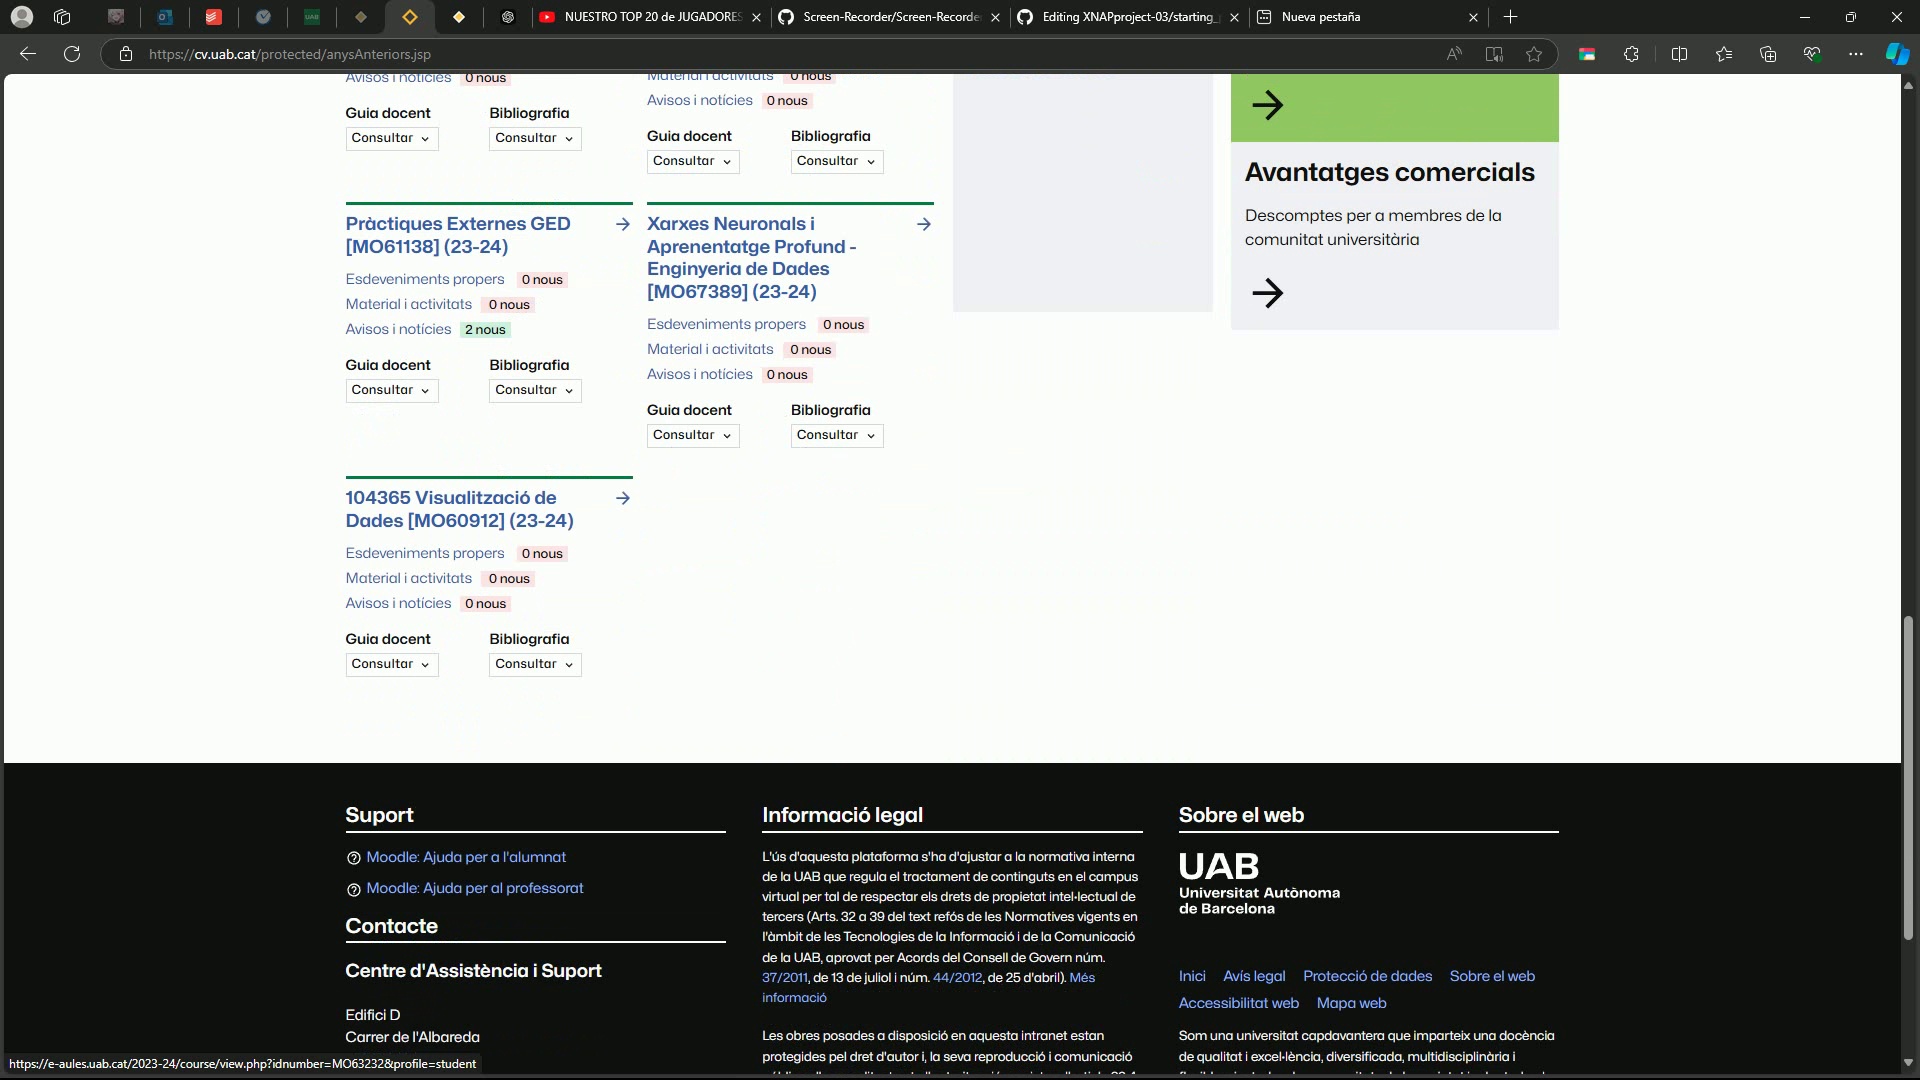 NUESTRO TOP 20 de JUGADORES
Screen-Recorder/Screen-Recorde
Editing XNAPproject-03/starting_
Nueva pestaña
https://cv.uab.cat/protected/anysAnteriors.jsp
Avisos i notícies 0 nous
Guia docent
Consultar
Bibliografia
Consultar
Material i activitats 0 nous
Avisos i notícies 0 nous
Guia docent
Consultar
Bibliografia
Consultar
Pràctiques Externes GED
[MO61138] (23-24)
Esdeveniments propers 0 nous
Material i activitats 0 nous
Avisos i notícies 2 nous
Guia docent
Consultar
Bibliografia
Consultar
Xarxes Neuronals i
Aprenentatge Profund -
Enginyeria de Dades
[MO67389] (23-24)
Esdeveniments propers 0 nous
Material i activitats 0 nous
Avisos i notícies 0 nous
Guia docent
Consultar
Bibliografia
Consultar
104365 Visualització de
Dades [MO60912] (23-24)
Esdeveniments propers 0 nous
Material i activitats 0 nous
Avisos i notícies 0 nous
Guia docent
Consultar
Bibliografia
Consultar
Avantatges comercials
Descomptes per a membres de la
comunitat universitària
Suport
Moodle: Ajuda per a l'alumnat
Moodle: Ajuda per al professorat
Contacte
Centre d'Assistència i Suport
Edifici D
Carrer de l'Albareda
Informació legal
L'ús d'aquesta plataforma s'ha d'ajustar a la normativa interna
de la UAB que regula el tractament de continguts en el campus
virtual per tal de respectar els drets de propietat intel·lectual de
tercers (Arts. 32 a 39 del text refós de les Normatives vigents en
l'àmbit de les Tecnologies de la Informació i de la Comunicació
de la UAB, aprovat per Acords del Consell de Govern núm.
37/2011, de 13 de juliol i núm. 44/2012, de 25 d'abril). Més
informació
Les obres posades a disposició en aquesta intranet estan
protegides pel dret d'autor i, la seva reproducció i comunicació
Sobre el web
UAB
Universitat Autònoma
de Barcelona
Inici Avís legal Protecció de dades Sobre el web
Accessibilitat web Mapa web
Som una universitat capdavantera que imparteix una docència
de qualitat i excel·lència, diversificada, multidisciplinària i
https://e-aules.uab.cat/2023-24/course/view.php?idnumber=MO63232&profile=student